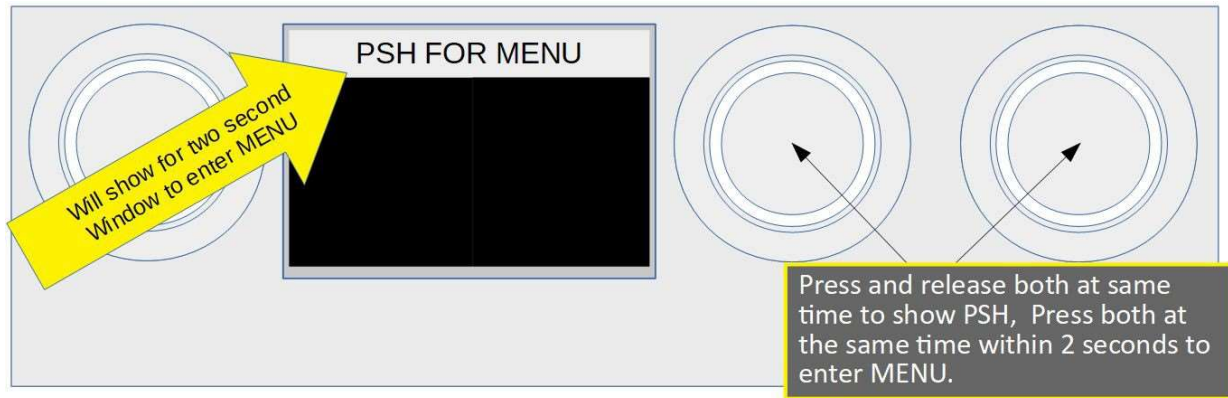 PSH FOR MENU
Will show for two second
Window to enter MENU
Press and release both at same
time to show PSH, Press both at
the same time within 2 seconds to
enter MENU.